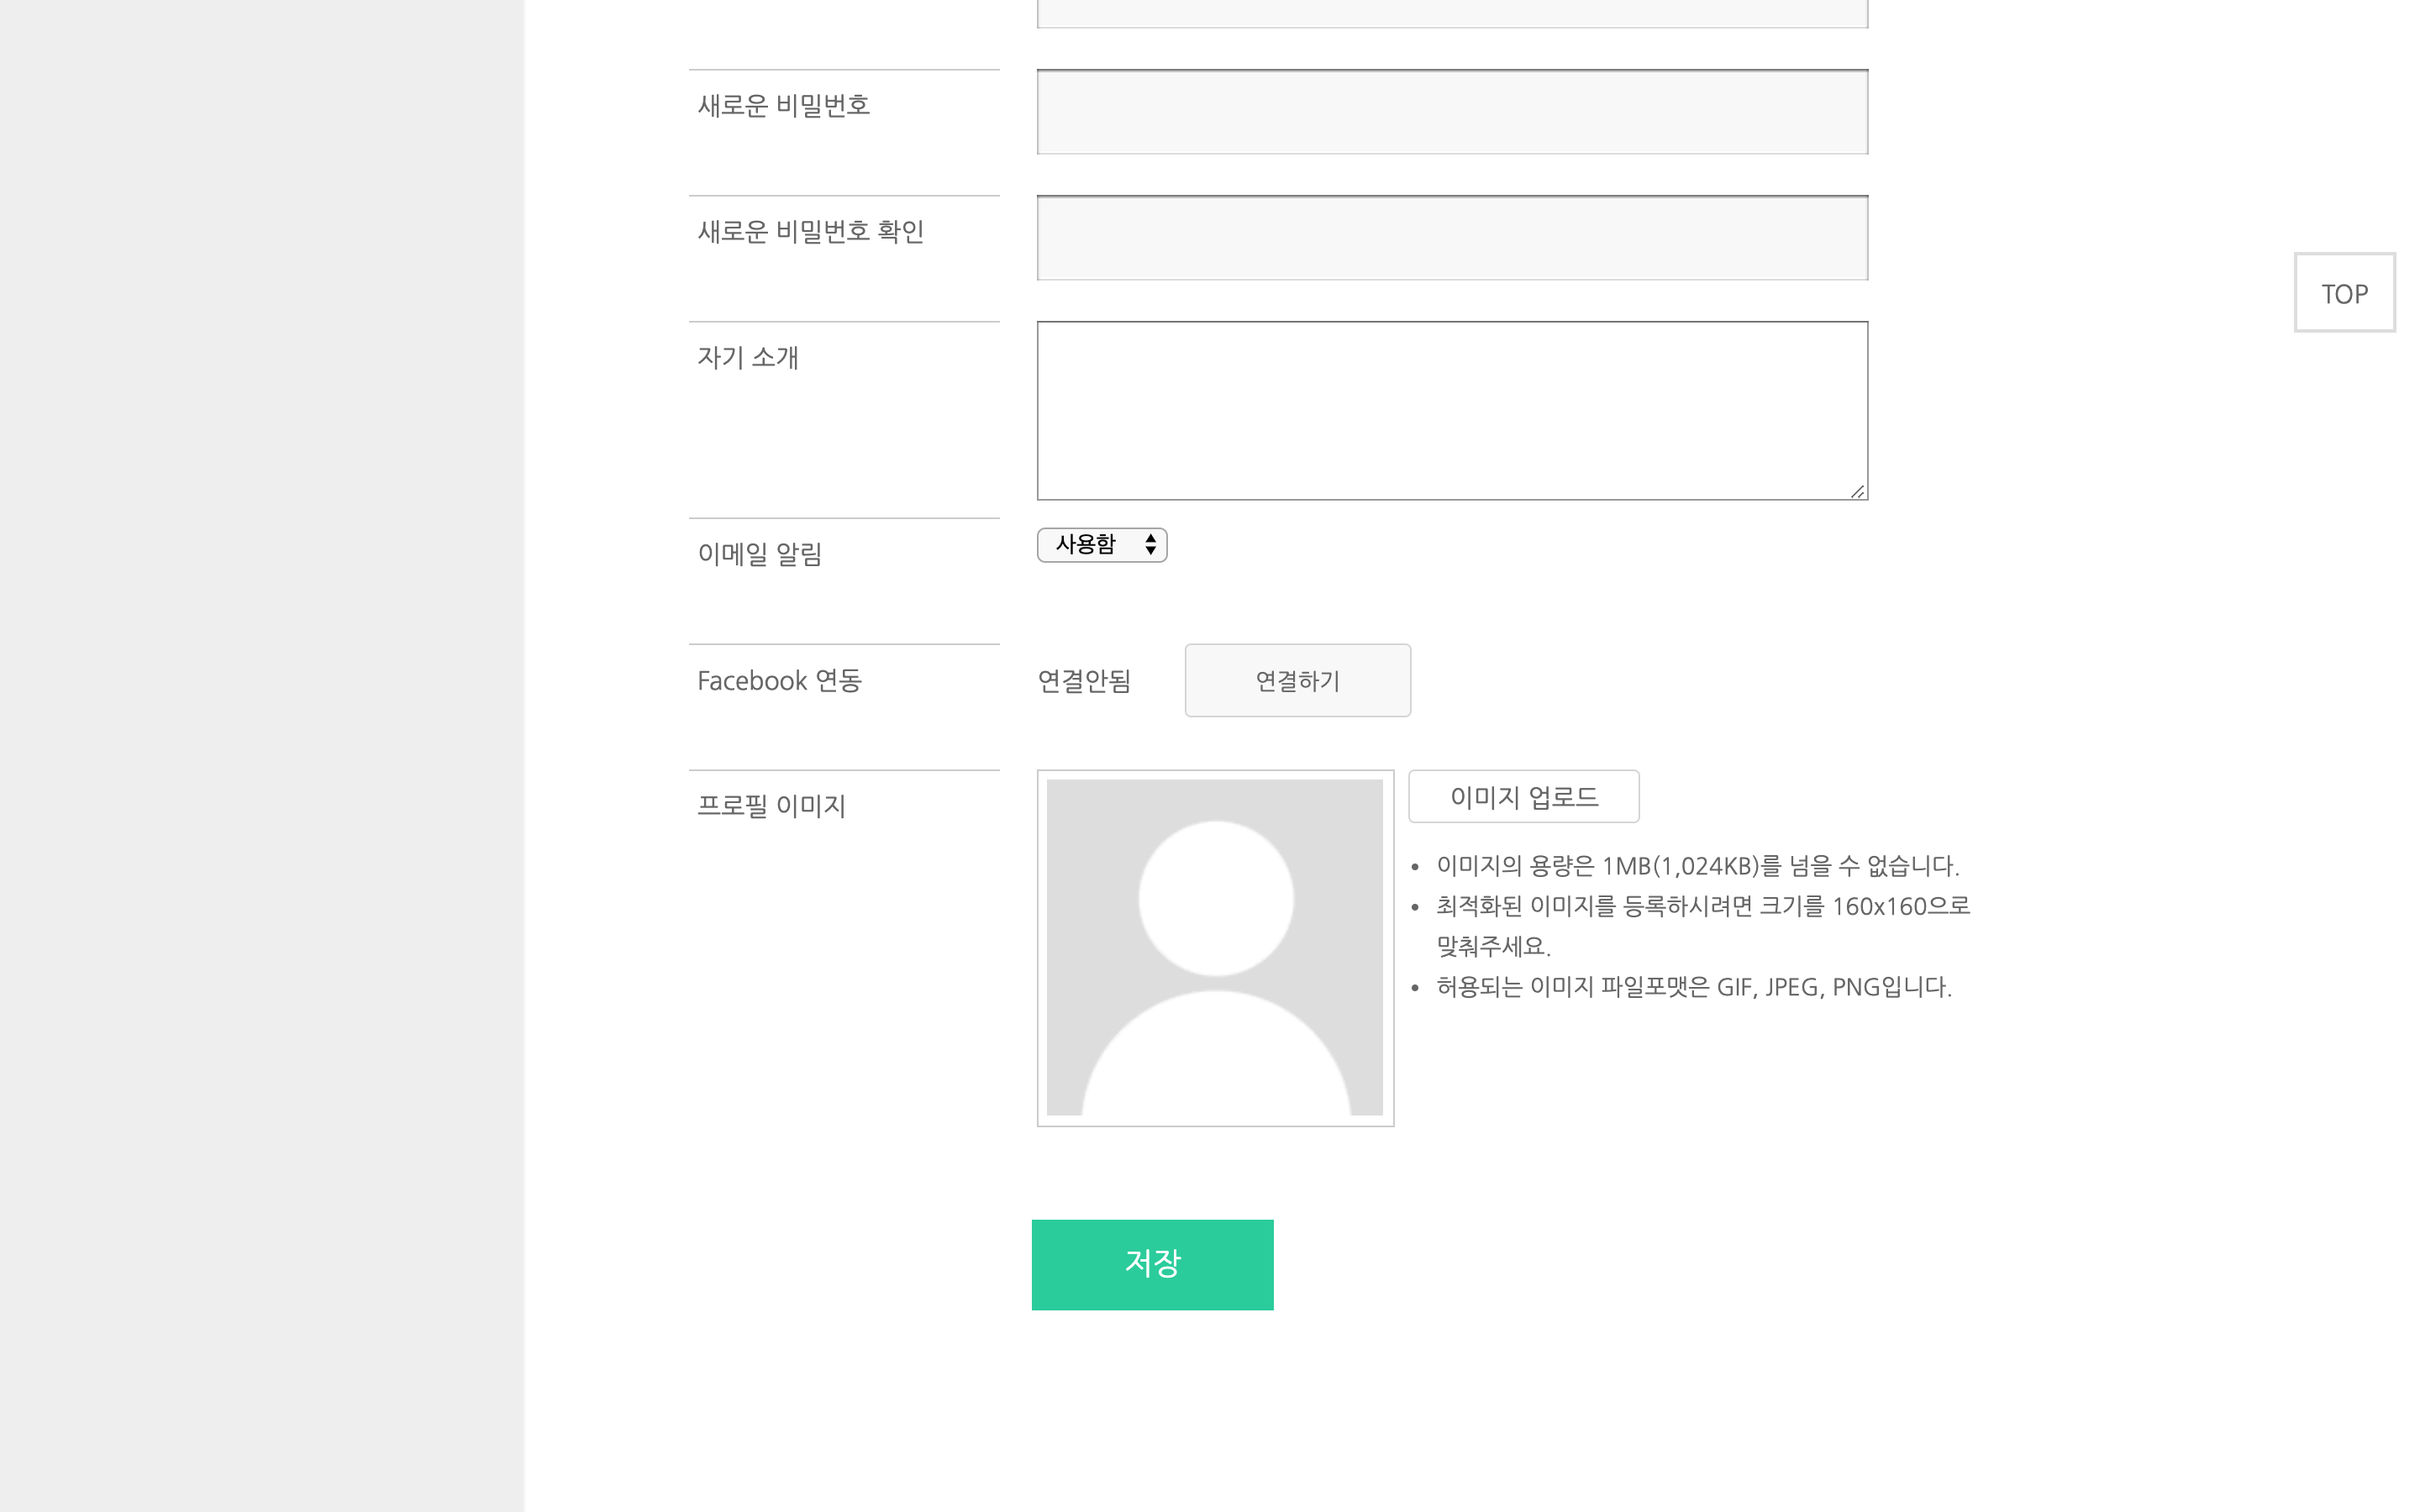 새로운 비밀번호
새로운 비밀번호 확인
TOP
자기 소개
이메일 알림
사용함
Facebook 연동
연결안됨
연결하기
프로필 이미지
이미지 업로드
• 이미지의 용량은 1MB(1,024KB)를 넘을 수 없습니다.
• 최적화된 이미지를 등록하시려면 크기를 160x160으로
맞춰주세요.
• 허용되는 이미지 파일포맷은 GIF, JPEG, PNG입니다.
저장